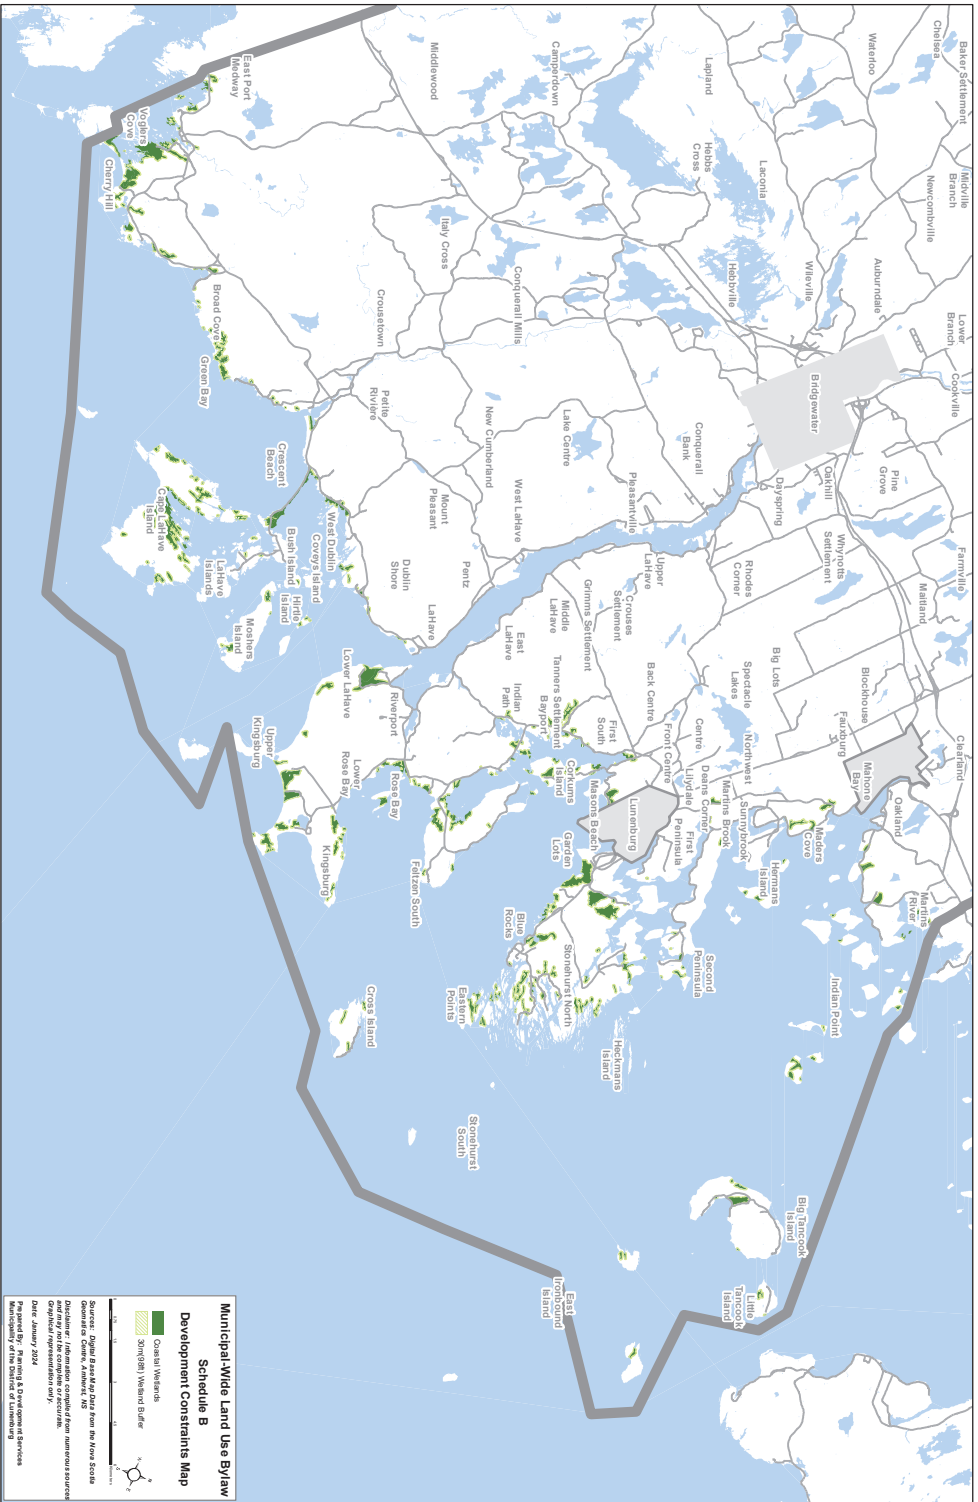 Baker Settlement
Chelsea
Waterloo
Lapland
Camperdown
Middlewood
East Port
Medway
Voglers
Cove
Cherry Hill
Midville
Branch
Newcombville
Laconia
Hebbs
Cross
Italy Cross
Auburndale
Wileville
Hebbville
Conquerall Mills
Crousetown
Broad Cove
Green Bay
Lower
Branch
Cookville
Bridgewater
Petite
Rivière
New Cumberland
Lake Centre
Conquerall
Bank
Crescent
Beach
Pine
Grove
Oakhill
Dayspring
Pleasantville
West LaHave
Mount
Pleasant
West Dublin
Coveys Island
Bush Island
Hirtle
Island
LaHave
Islands
Cape LaHave
Island
Moshers
Island
Farmville
Maitland
Whynotts
Settlement
Rhodes
Corner
Upper
LaHave
Crouses
Settlement
Grimms Settlement
Middle
LaHave
East
LaHave
Pentz
Dublin
Shore
LaHave
Big Lots
Spectacle
Lakes
Blockhouse
Fauxburg
Back Centre
Tanners Settlement
Bayport
Indian
Path
First
South
Front Centre
Centre
Northwest
Lilydale
Deans Corner
Martins Brook
Sunnybrook
Lower LaHave
Riverport
Lower
Rose Bay
Rose Bay
Upper
Kingsburg
Kingsburg
Feltzen South
Corkums
Island
Masons Beach
Garden
Lots
Lunenburg
First
Peninsula
Clearland
Mahone
Bay
Oakland
Maders
Cove
Hermans
Island
Martins
River
Second
Peninsula
Indian Point
Blue
Rocks
Stonehurst North
Eastern
Points
Heckmans
Island
Cross Island
Stonehurst
South
Big Tancook
Island
Little
Tancook
Island
East
Ironbound
Island
Municipal-Wide Land Use Bylaw
Schedule B
Development Constraints Map
Coastal Wetlands
30m(98ft) Wetland Buffer
Sources: Digital Base Map Data from the Nova Scotia
Geomatics Centre, Amherst, NS
Disclaimer: Information compiled from numerous sources
and may not be complete or accurate.
Graphical representation only.
Date: January 2024
Prepared By: Planning & Development Services
Municipality of the District of Lunenburg